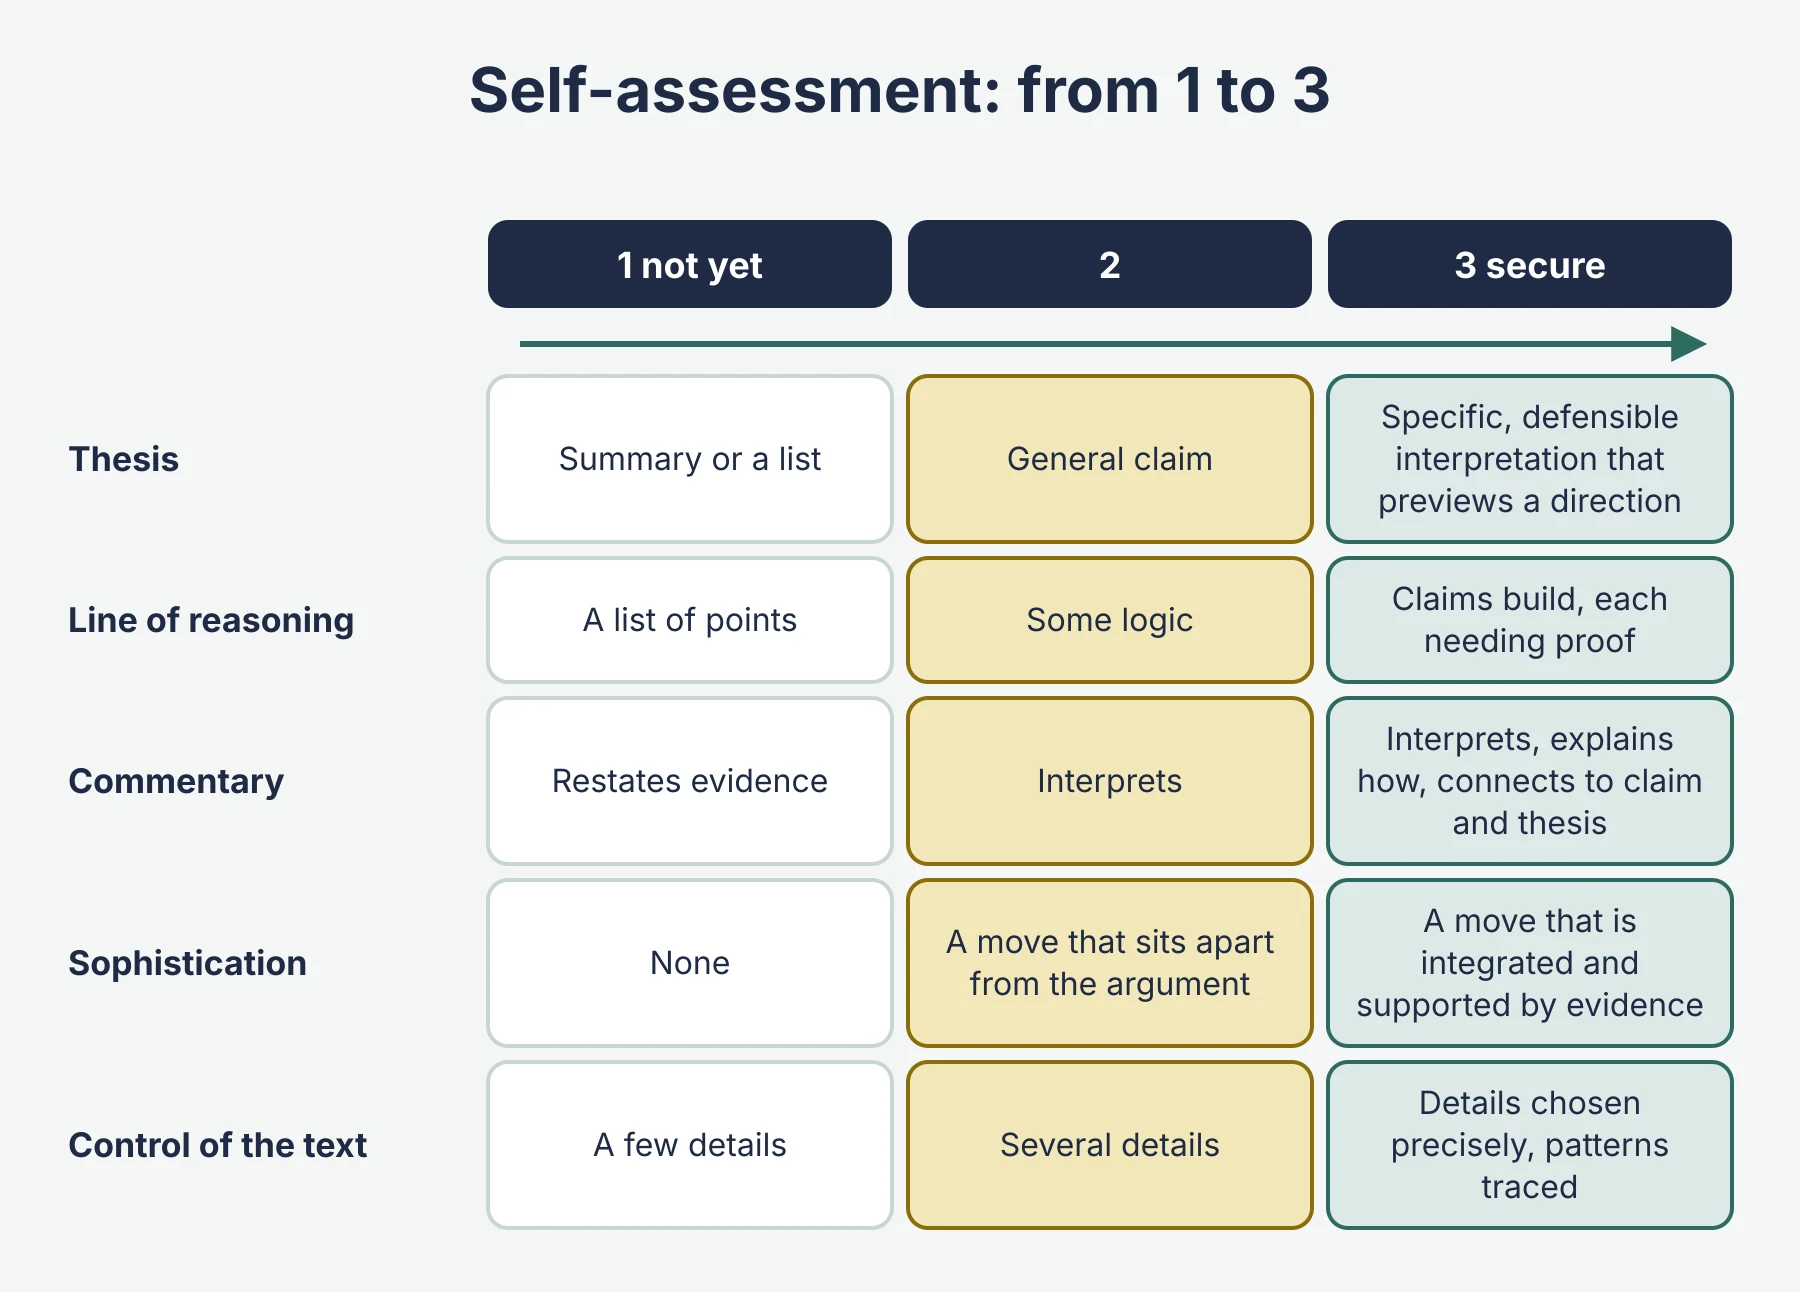 Self-assessment: from 1 to 3
1 not yet
2
3 secure
Thesis
Summary or a list
General claim
Specific, defensible
interpretation that
previews a direction
Line of reasoning
A list of points
Some logic
Claims build, each
needing proof
Commentary
Restates evidence
Interprets
Interprets, explains
how, connects to claim
and thesis
Sophistication
None
A move that sits apart
from the argument
A move that is
integrated and
supported by evidence
Control of the text
A few details
Several details
Details chosen
precisely, patterns
traced